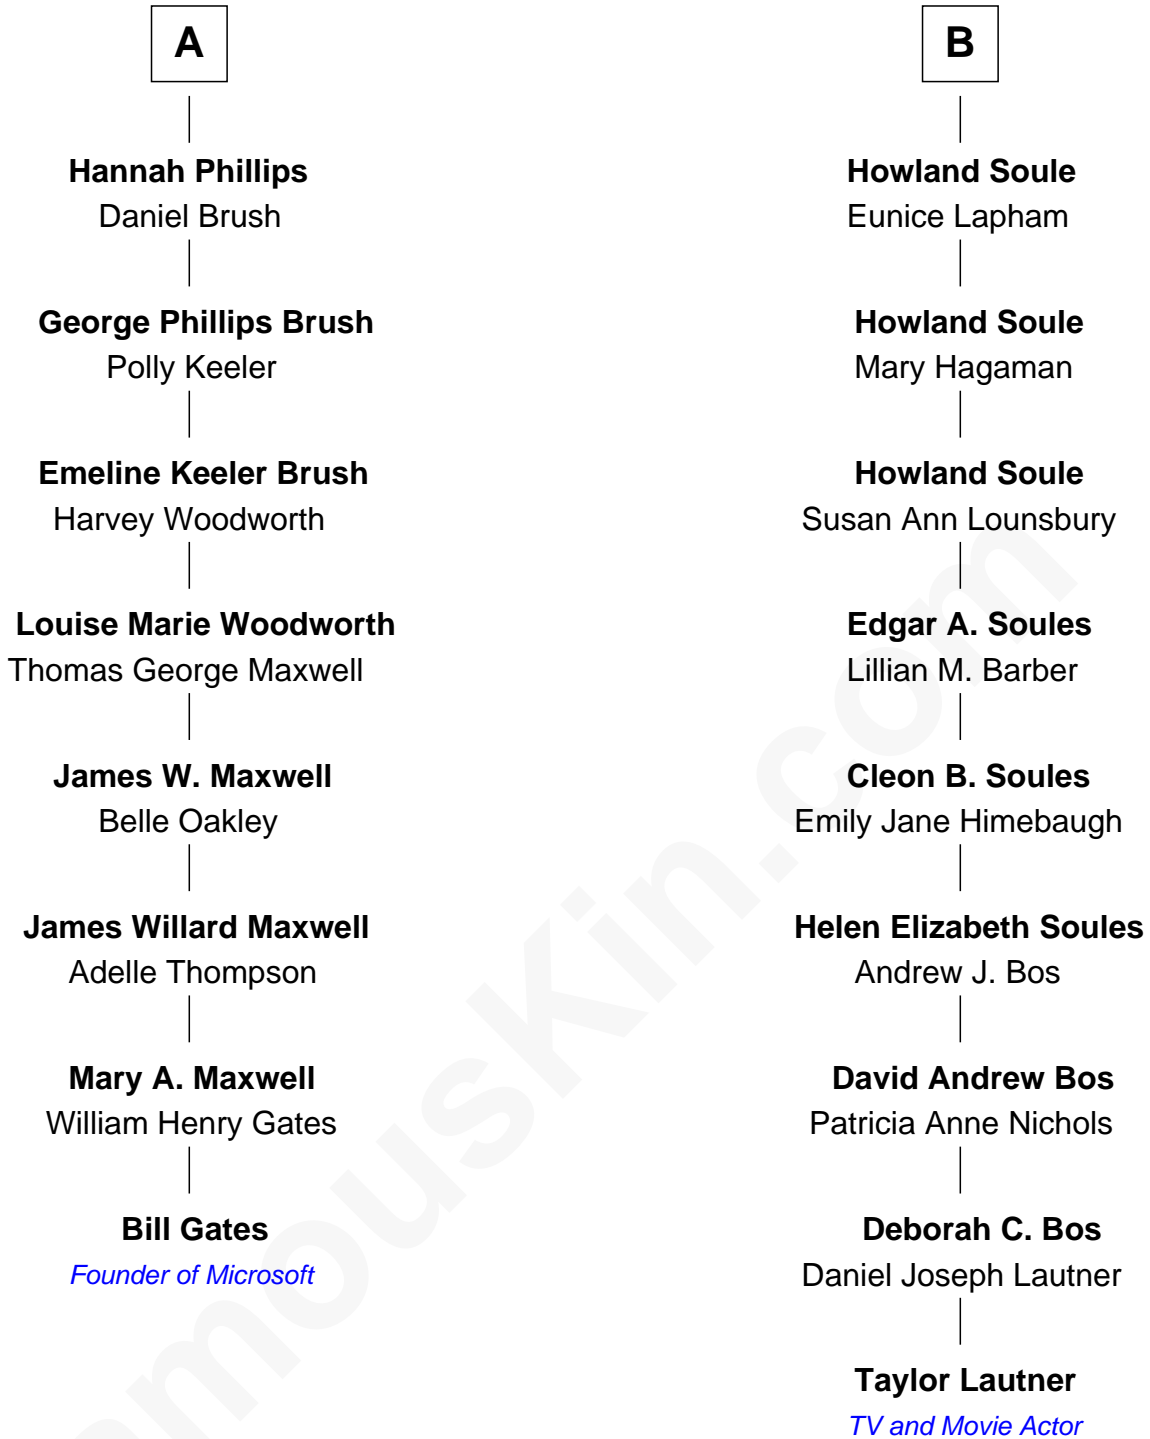 A
Hannah Phillips
Daniel Brush
George Phillips Brush
Polly Keeler
Emeline Keeler Brush
Harvey Woodworth
Louise Marie Woodworth
Thomas George Maxwell
James W. Maxwell
Belle Oakley
James Willard Maxwell
Adelle Thompson
Mary A. Maxwell
William Henry Gates
Bill Gates
Founder of Microsoft
B
Howland Soule
Eunice Lapham
Howland Soule
Mary Hagaman
Howland Soule
Susan Ann Lounsbury
Edgar A. Soules
Lillian M. Barber
Cleon B. Soules
Emily Jane Himebaugh
Helen Elizabeth Soules
Andrew J. Bos
David Andrew Bos
Patricia Anne Nichols
Deborah C. Bos
Daniel Joseph Lautner
Taylor Lautner
TV and Movie Actor
amouskin.com